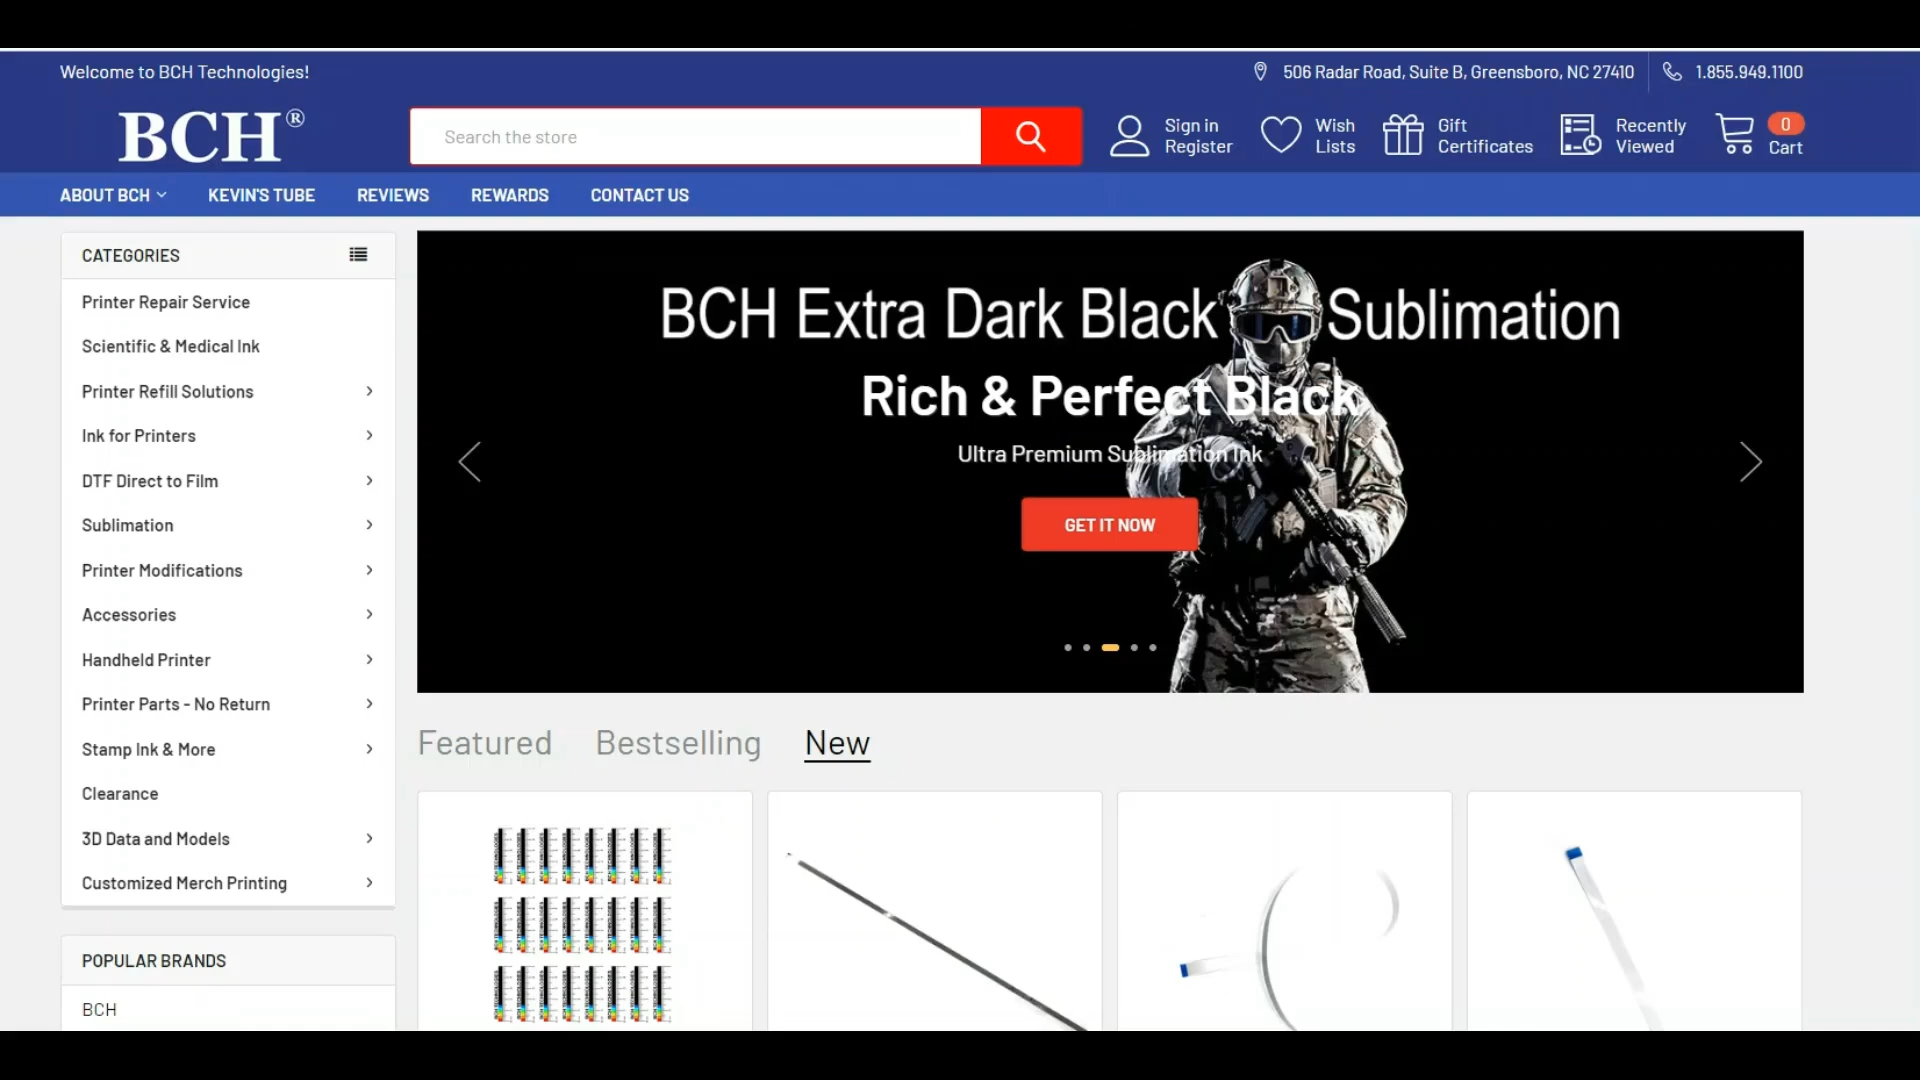 Welcome to BCH Technologies!
506 Radar Road, Suite B, Greensboro, NC 27410
1.855.949.1100
BCH®
Search the store
Sign in
Register
Wish
Lists
Gift
Certificates
Recently
Viewed
0
Cart
ABOUT BCH
KEVIN'S TUBE
REVIEWS
REWARDS
CONTACT US
CATEGORIES
Printer Repair Service
Scientific & Medical Ink
Printer Refill Solutions
Ink for Printers
DTF Direct to Film
Sublimation
Printer Modifications
Accessories
Handheld Printer
Printer Parts - No Return
Stamp Ink & More
Clearance
3D Data and Models
Customized Merch Printing
POPULAR BRANDS
BCH
BCH Extra Dark Black Sublimation
Rich & Perfect Black
Ultra Premium Sublimation Ink
GET IT NOW
Featured
Bestselling
New